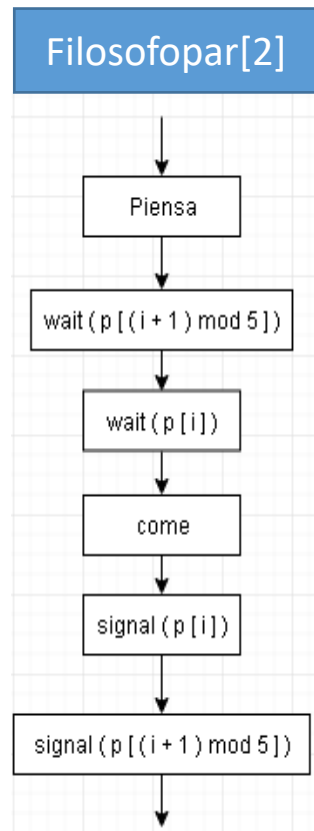 Filosofopar[2]
Piensa
wait ( p [ ( i + 1 ) mod 5 ] )
wait ( p [ i ] )
come
signal ( p [ i ] )
signal ( p [ ( i + 1 ) mod 5 ] )